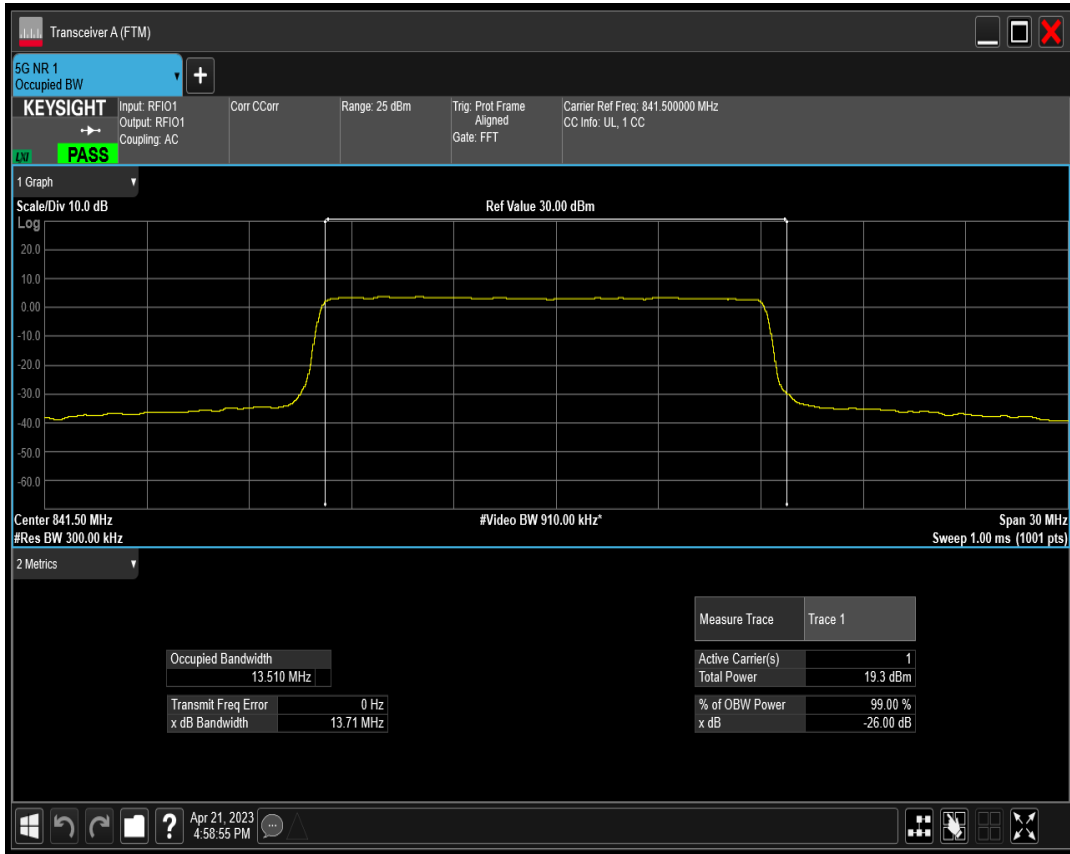 Transceiver A (FTM)
5G NR 1
Occupied BW
+
KEYSIGHT
LXI
PASS
Input: RFIO1
Output: RFIO1
Coupling: AC
Corr CCorr
Range: 25 dBm
Trig: Prot Frame
Aligned
Gate: FFT
Carrier Ref Freq: 841.500000 MHz
CC Info: UL, 1 CC
1 Graph
Scale/Div 10.0 dB
Ref Value 30.00 dBm
Log
20.0
10.0
0.00
-10.0
-20.0
-30.0
-40.0
-50.0
-60.0
Center 841.50 MHz
#Video BW 910.00 kHz*
Span 30 MHz
#Res BW 300.00 kHz
Sweep 1.00 ms (1001 pts)
2 Metrics
Measure Trace Trace 1
Occupied Bandwidth
13.510 MHz
Active Carrier(s) 1
Total Power 19.3 dBm
Transmit Freq Error 0 Hz
x dB Bandwidth 13.71 MHz
% of OBW Power 99.00 %
x dB -26.00 dB
?
Apr 21, 2023
4:58:55 PM